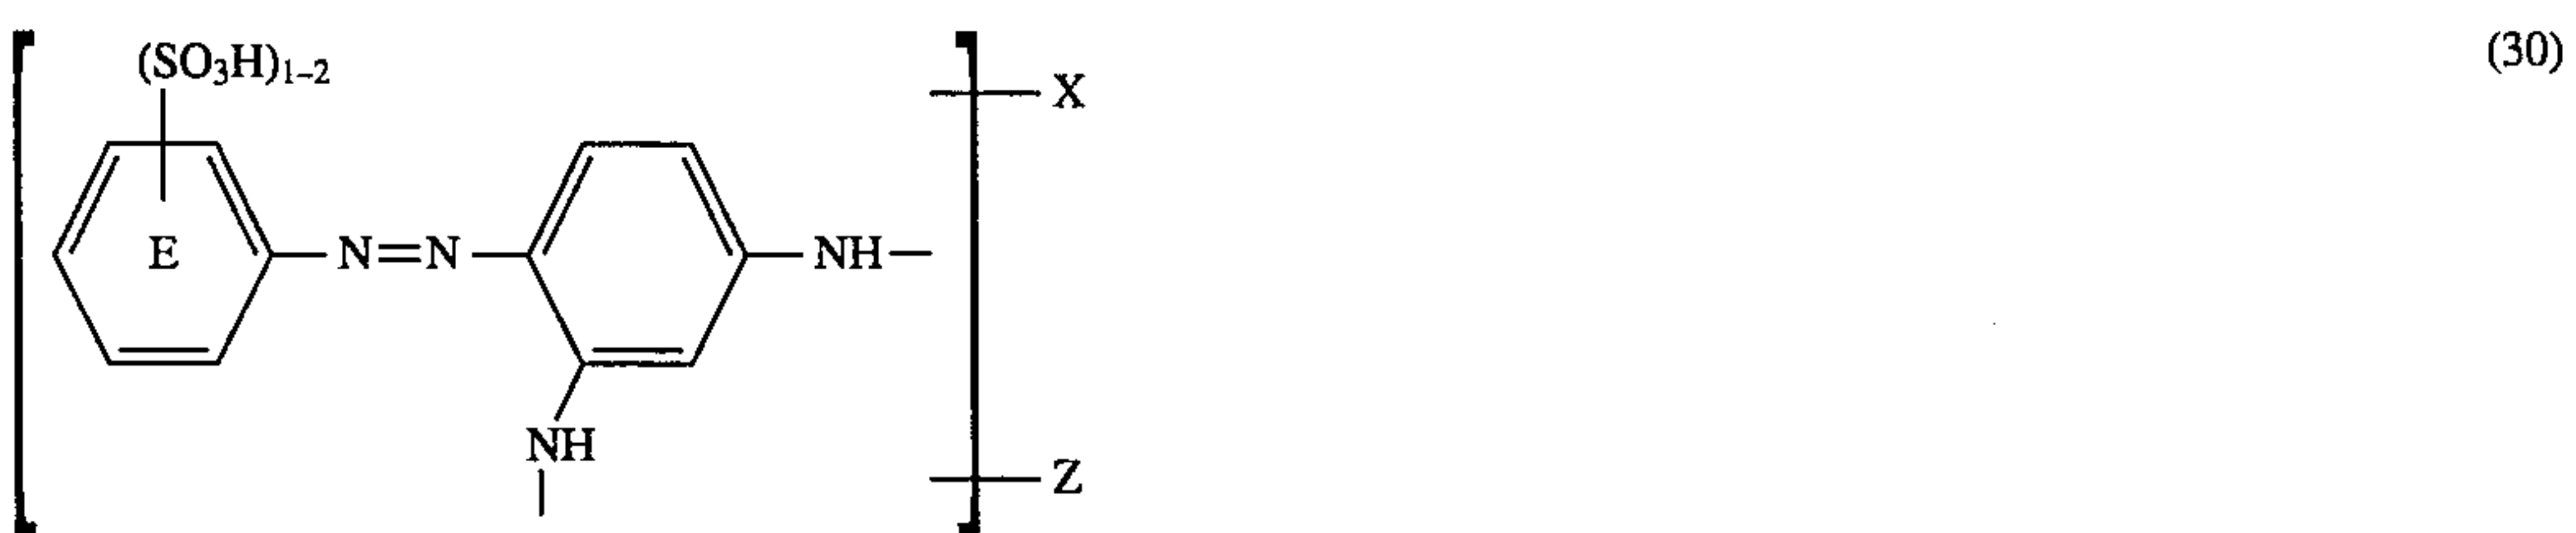 (SO₃H)₁₋₂ (30)
X
E N=N NH
NH
Z